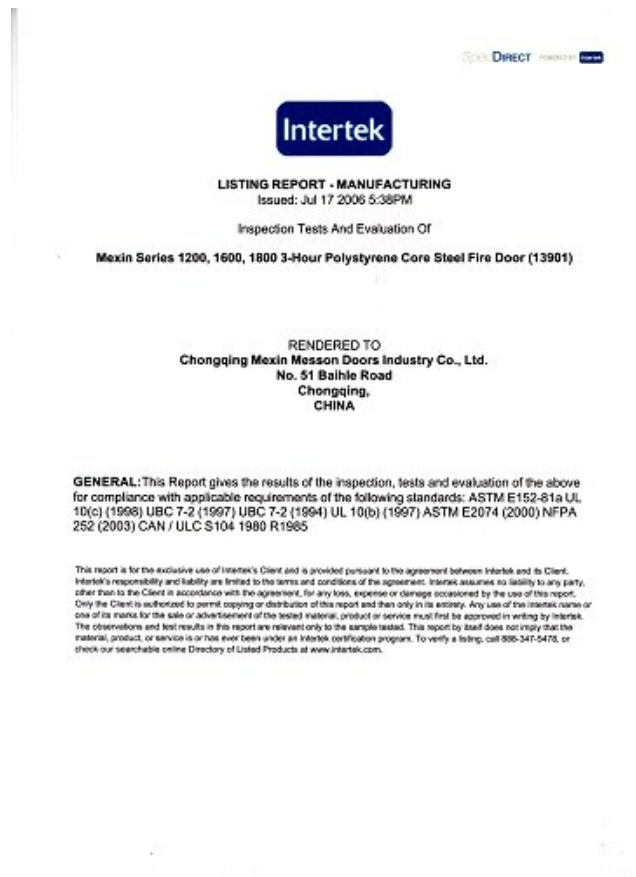 SpecDIRECT POWERED BY Intertek
Intertek
LISTING REPORT - MANUFACTURING
Issued: Jul 17 2006 5:38PM
Inspection Tests And Evaluation Of
Mexin Series 1200, 1600, 1800 3-Hour Polystyrene Core Steel Fire Door (13901)
RENDERED TO
Chongqing Mexin Messon Doors Industry Co., Ltd.
No. 51 Baihle Road
Chongqing,
CHINA
GENERAL:This Report gives the results of the inspection, tests and evaluation of the above
for compliance with applicable requirements of the following standards: ASTM E152-81a UL
10(c) (1998) UBC 7-2 (1997) UBC 7-2 (1994) UL 10(b) (1997) ASTM E2074 (2000) NFPA
252 (2003) CAN / ULC S104 1980 R1985
This report is for the exclusive use of Intertek's Client and is provided pursuant to the agreement between Intertek and its Client.
Intertek's responsibility and liability are limited to the terms and conditions of the agreement. Intertek assumes no liability to any party,
other than to the Client in accordance with the agreement, for any loss, expense or damage occasioned by the use of this report.
Only the Client is authorized to permit copying or distribution of this report and then only in its entirety. Any use of the Intertek name or
one of its marks for the sale or advertisement of the tested material, product or service must first be approved in writing by Intertek.
The observations and test results in this report are relevant only to the sample tested. This report by itself does not imply that the
material, product, or service is or has ever been under an Intertek certification program. To verify a listing, call 888-347-5478, or
check our searchable online Directory of Listed Products at www.intertek.com.